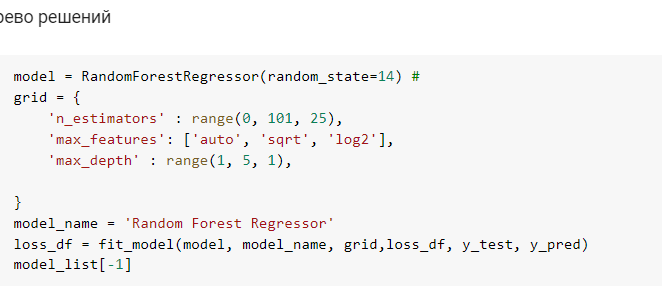 рево решений
model = RandomForestRegressor(random_state=14) #
grid = {
    'n_estimators' : range(0, 101, 25),
    'max_features': ['auto', 'sqrt', 'log2'],
    'max_depth' : range(1, 5, 1),
}
model_name = 'Random Forest Regressor'
loss_df = fit_model(model, model_name, grid,loss_df, y_test, y_pred)
model_list[-1]